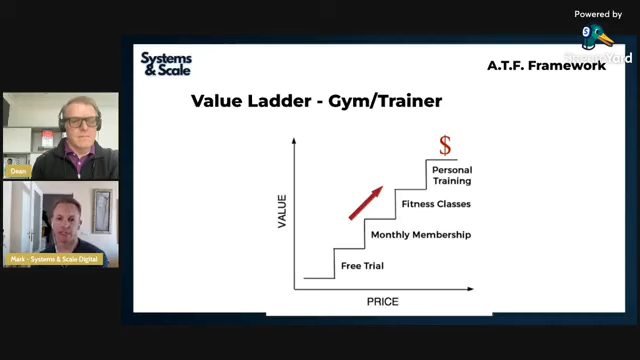 Powered by
StreamYard
Systems
& Scale
A.T.F. Framework
Value Ladder - Gym/Trainer
$
Personal
Training
Fitness Classes
Monthly Membership
Free Trial
VALUE
PRICE
Dean
Mark - Systems & Scale Digital